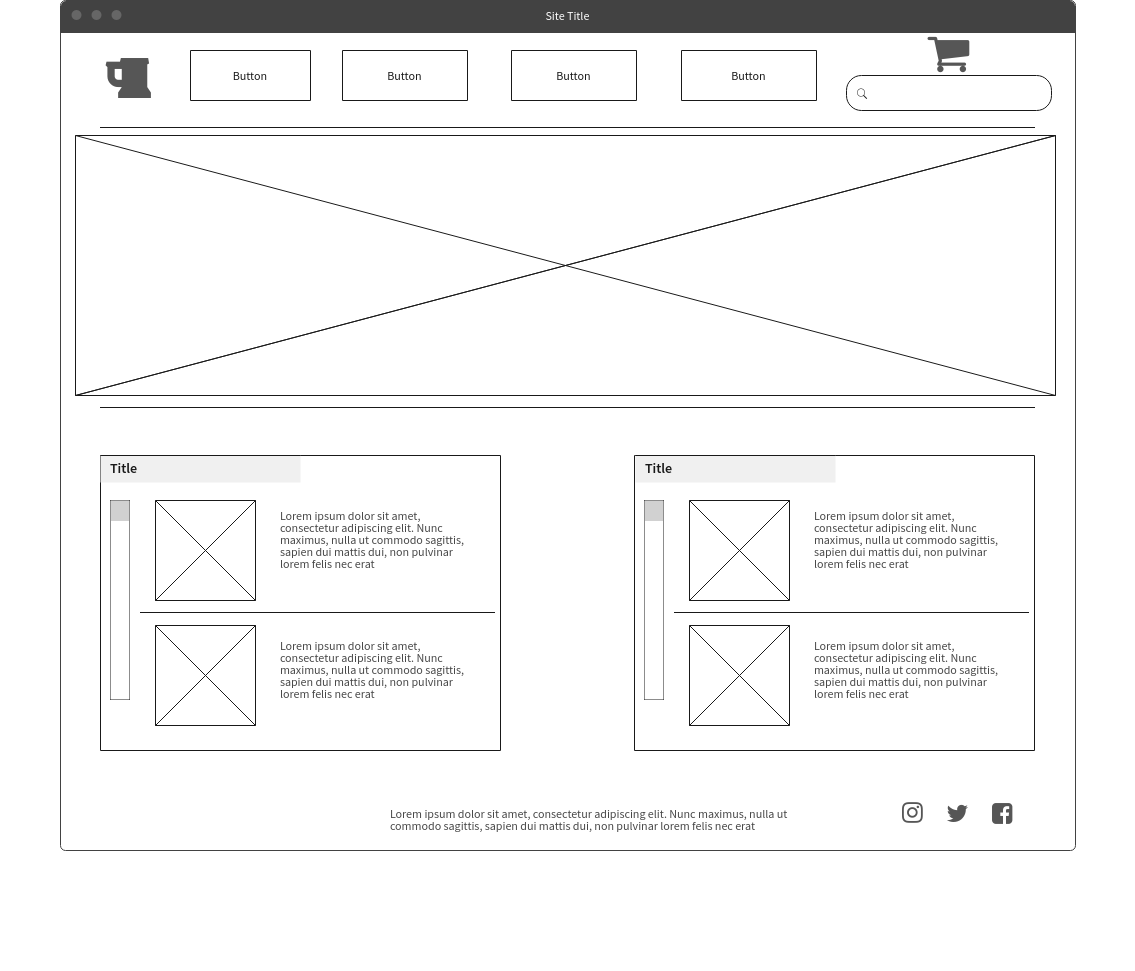 Site Title
Button
Button
Button
Button
Title
Lorem ipsum dolor sit amet,
consectetur adipiscing elit. Nunc
maximus, nulla ut commodo sagittis,
sapien dui mattis dui, non pulvinar
lorem felis nec erat
Lorem ipsum dolor sit amet,
consectetur adipiscing elit. Nunc
maximus, nulla ut commodo sagittis,
sapien dui mattis dui, non pulvinar
lorem felis nec erat
Title
Lorem ipsum dolor sit amet,
consectetur adipiscing elit. Nunc
maximus, nulla ut commodo sagittis,
sapien dui mattis dui, non pulvinar
lorem felis nec erat
Lorem ipsum dolor sit amet,
consectetur adipiscing elit. Nunc
maximus, nulla ut commodo sagittis,
sapien dui mattis dui, non pulvinar
lorem felis nec erat
Lorem ipsum dolor sit amet, consectetur adipiscing elit. Nunc maximus, nulla ut
commodo sagittis, sapien dui mattis dui, non pulvinar lorem felis nec erat